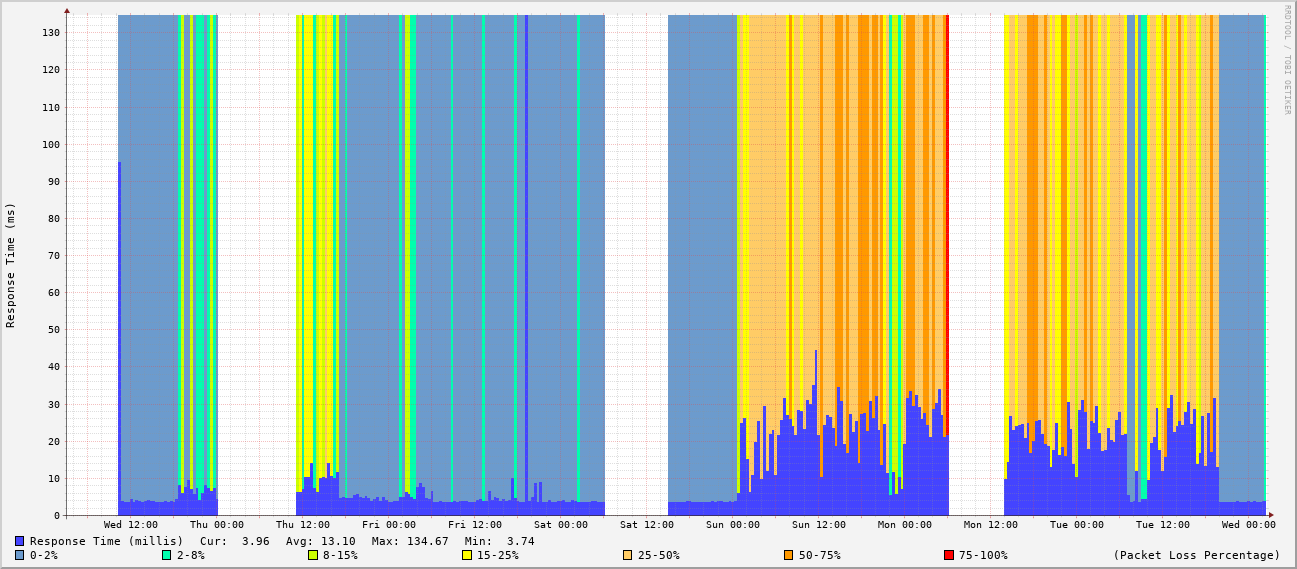 RRDTOOL / TOBI OETIKER
Response Time (ms)
130
120
110
100
90
80
70
60
50
40
30
20
10
0
Wed 12:00 Thu 00:00 Thu 12:00 Fri 00:00 Fri 12:00 Sat 00:00 Sat 12:00 Sun 00:00 Sun 12:00 Mon 00:00 Mon 12:00 Tue 00:00 Tue 12:00 Wed 00:00
Response Time (millis) Cur: 3.96 Avg: 13.10 Max: 134.67 Min: 3.74
0-2% 2-8% 8-15% 15-25% 25-50% 50-75% 75-100% (Packet Loss Percentage)